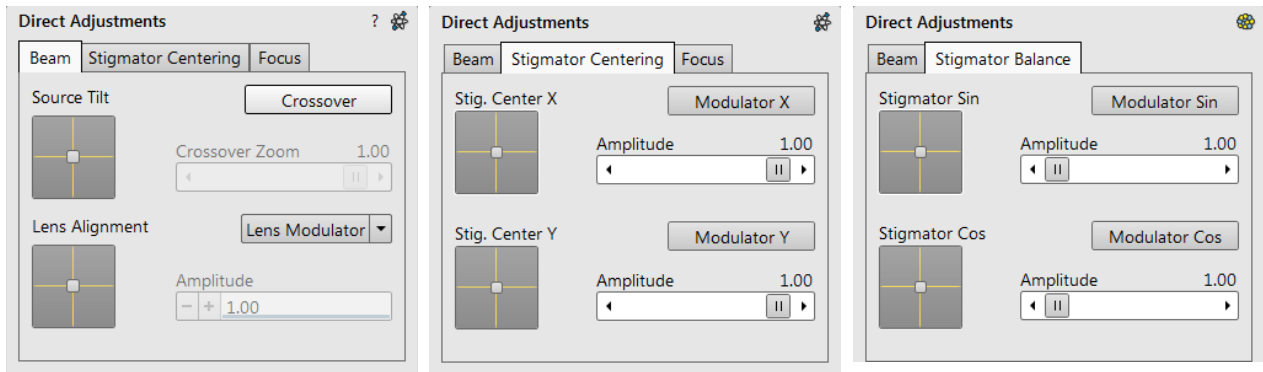 Direct Adjustments ?
Beam Stigmator Centering Focus
Source Tilt Crossover
Crossover Zoom 1.00
Lens Alignment Lens Modulator
Amplitude
− + 1.00
Direct Adjustments
Beam Stigmator Centering Focus
Stig. Center X Modulator X
Amplitude 1.00
Stig. Center Y Modulator Y
Amplitude 1.00
Direct Adjustments
Beam Stigmator Balance
Stigmator Sin Modulator Sin
Amplitude 1.00
Stigmator Cos Modulator Cos
Amplitude 1.00